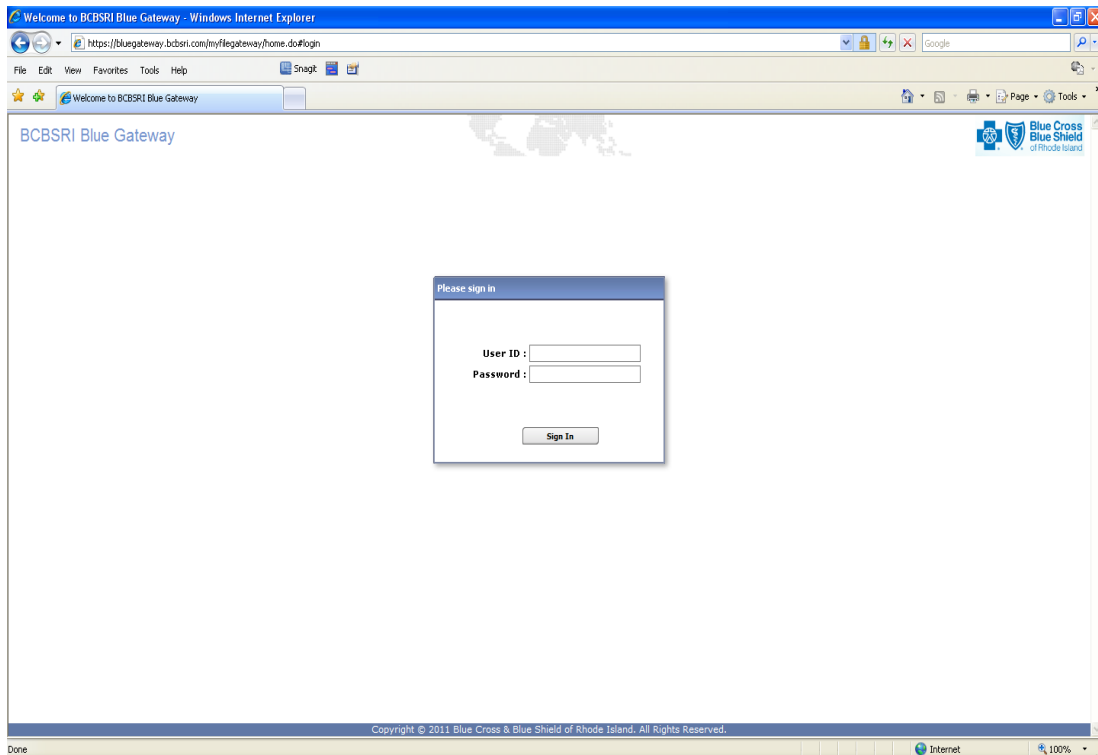 Welcome to BCBSRI Blue Gateway - Windows Internet Explorer
https://bluegateway.bcbsri.com/myfilegateway/home.do#login
Google
File Edit View Favorites Tools Help
SnagIt
Welcome to BCBSRI Blue Gateway
Page Tools
BCBSRI Blue Gateway
Blue Cross
Blue Shield
of Rhode Island
Please sign in
User ID :
Password :
Sign In
Copyright © 2011 Blue Cross & Blue Shield of Rhode Island. All Rights Reserved.
Done Internet 100%